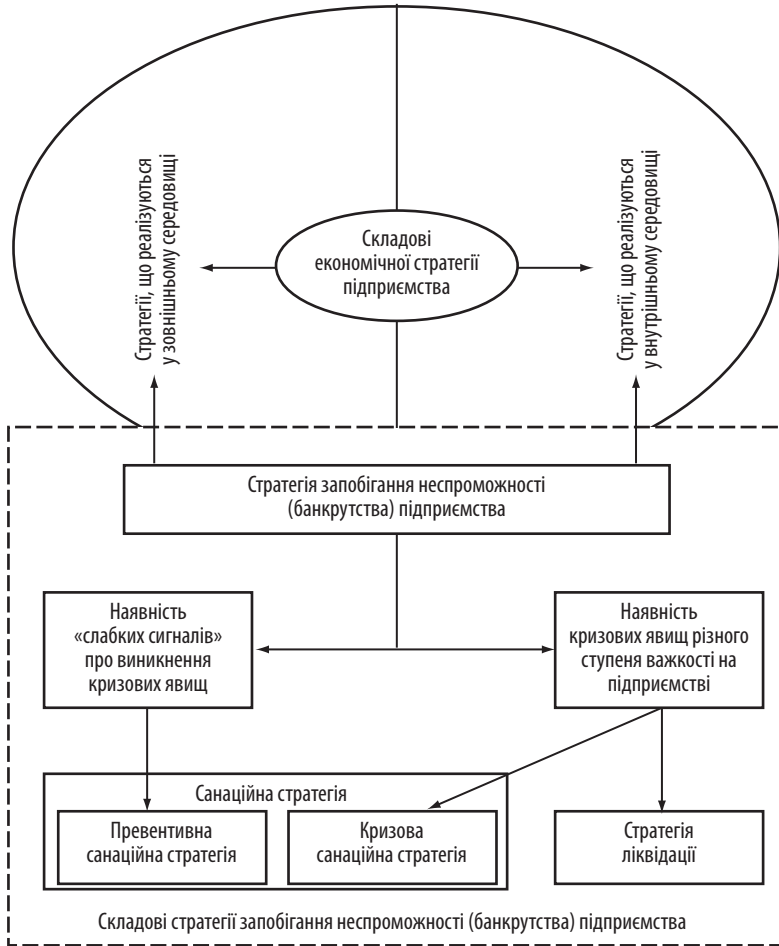 Стратегії, що реалізуються
у зовнішньому середовищі
Складові
економічної стратегії
підприємства
Стратегії, що реалізуються
у внутрішньому середовищі
Стратегія запобігання неспроможності
(банкрутства) підприємства
Наявність
«слабких сигналів»
про виникнення
кризових явищ
Наявність
кризових явищ різного
ступеня важкості на
підприємстві
Санаційна стратегія
Превентивна
санаційна стратегія
Кризова
санаційна стратегія
Стратегія
ліквідації
Складові стратегії запобігання неспроможності (банкрутства) підприємства